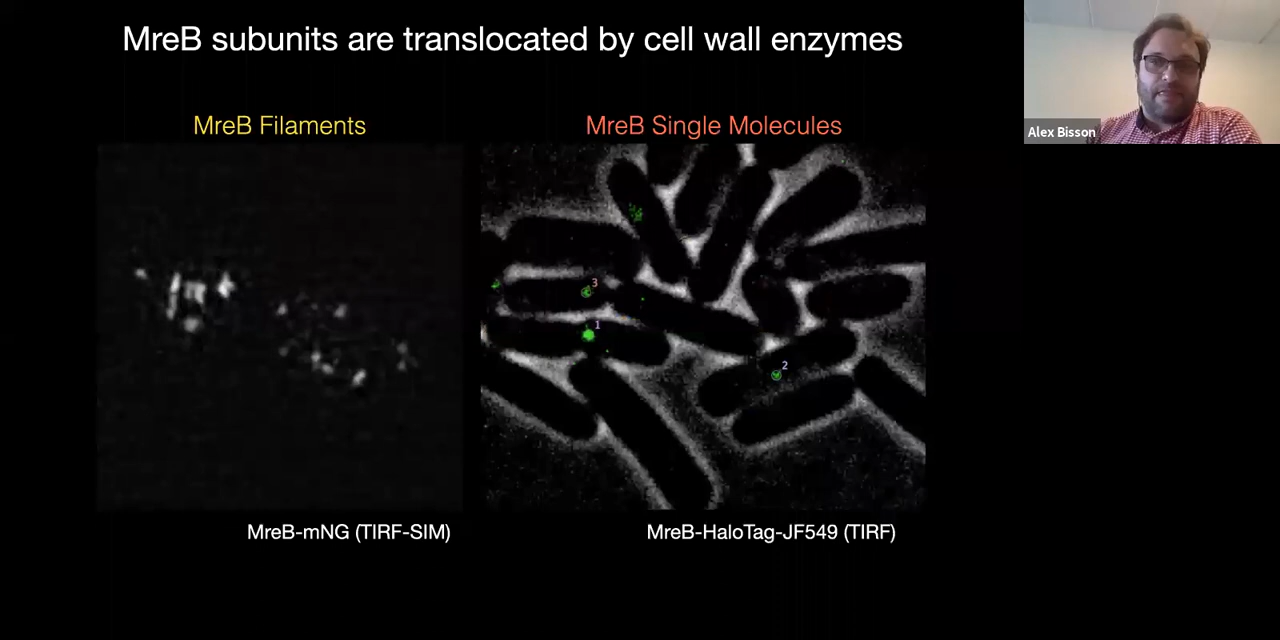 MreB subunits are translocated by cell wall enzymes
Alex Bisson
MreB Filaments
MreB Single Molecules
3
1
2
MreB-mNG (TIRF-SIM)
MreB-HaloTag-JF549 (TIRF)